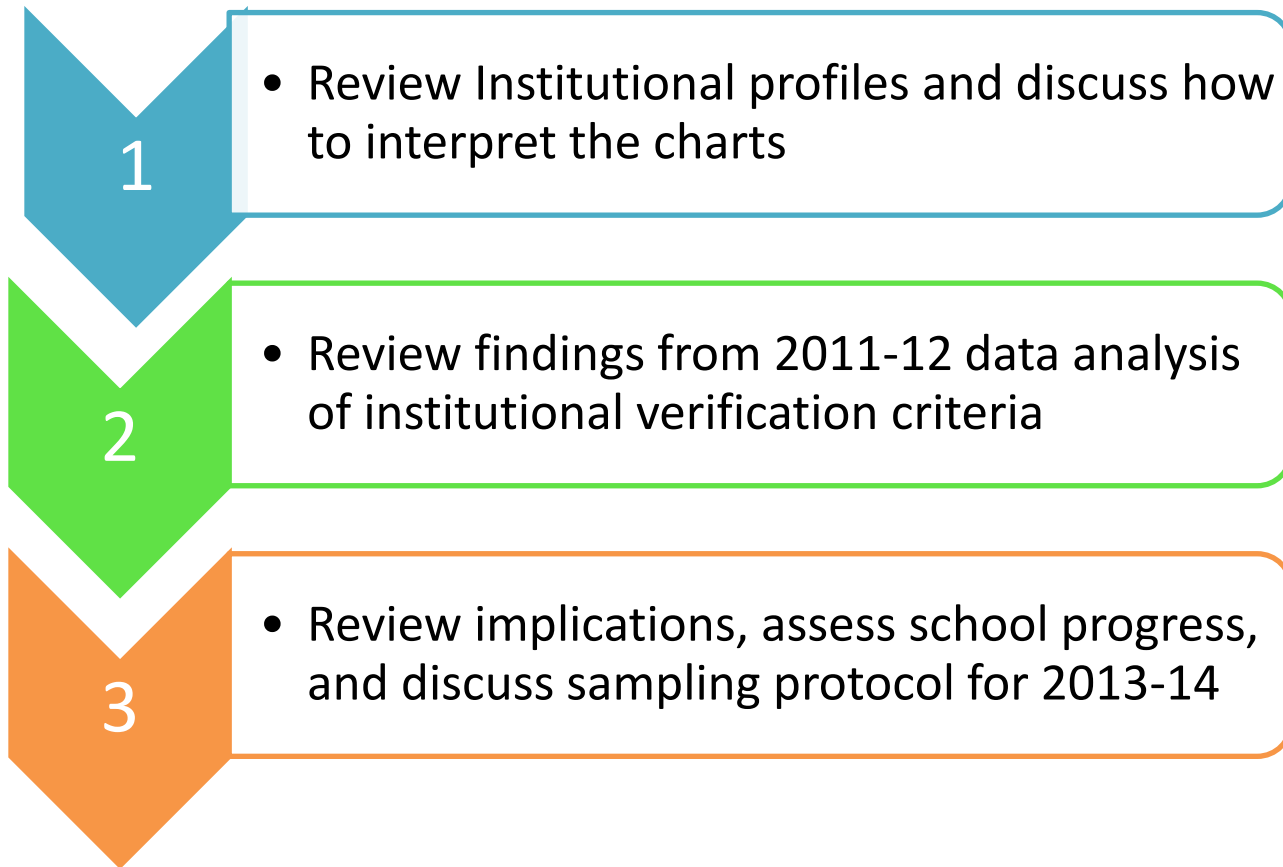 1
• Review Institutional profiles and discuss how
to interpret the charts
2
• Review findings from 2011-12 data analysis
of institutional verification criteria
3
• Review implications, assess school progress,
and discuss sampling protocol for 2013-14